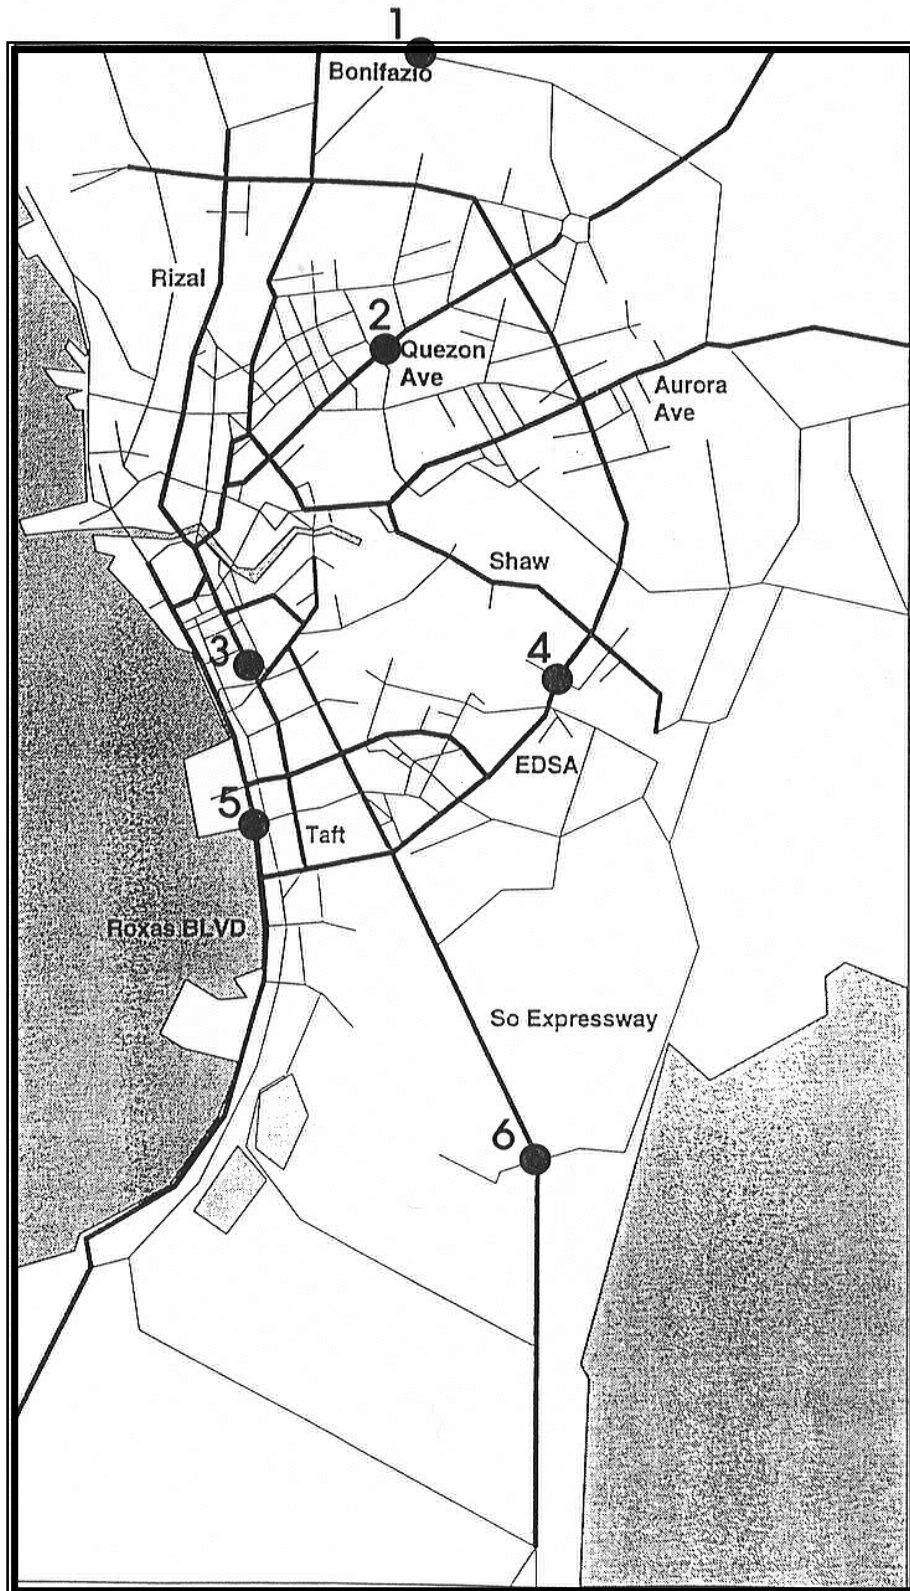 1
Bonifazio
Rizal
2
Quezon
Ave
Aurora
Ave
Shaw
3
4
EDSA
5
Taft
Roxas BLVD
So Expressway
6